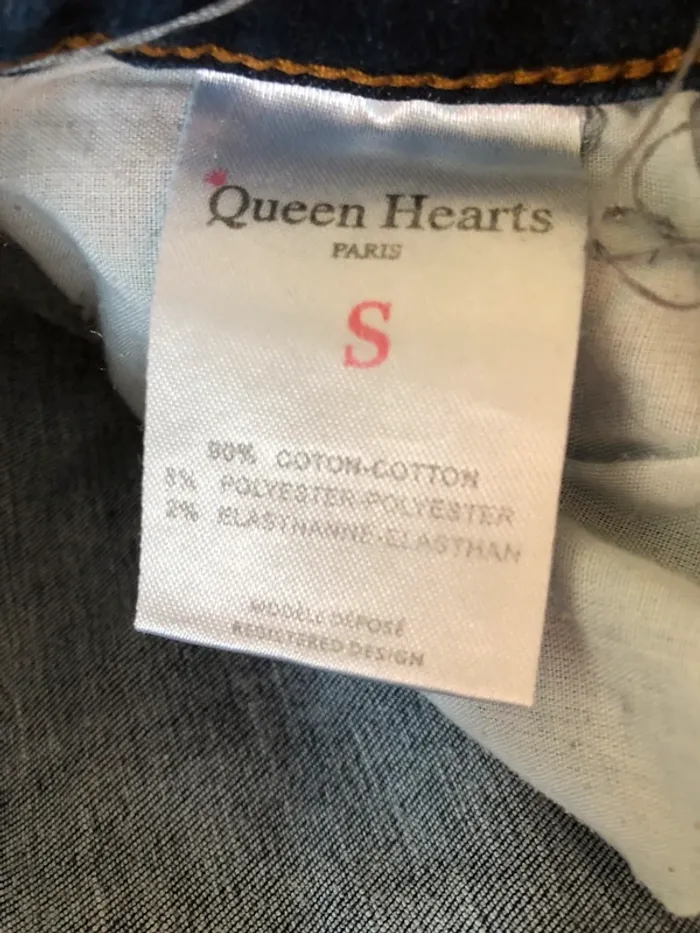 Queen Hearts
PARIS
S
90% COTON-COTTON
8% POLYESTER-POLYESTER
2% ELASTHANNE-ELASTHAN
MODÈLE DÉPOSÉ
REGISTERED DESIGN